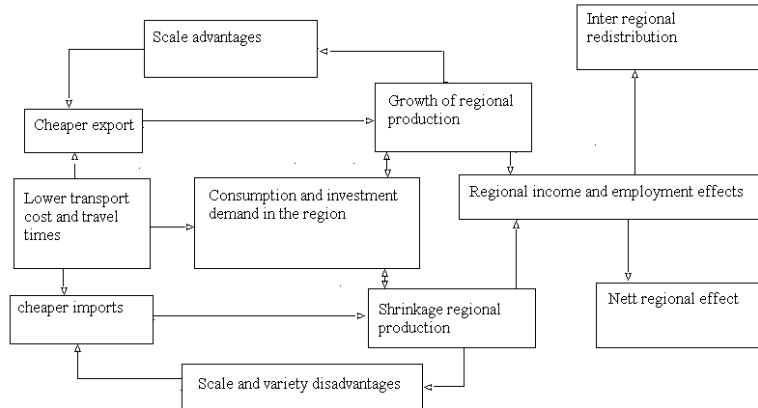 Scale advantages
Inter regional
redistribution
Growth of regional
production
Cheaper export
Lower transport
cost and travel
times
Consumption and investment
demand in the region
Regional income and employment effects
cheaper imports
Shrinkage regional
production
Nett regional effect
Scale and variety disadvantages